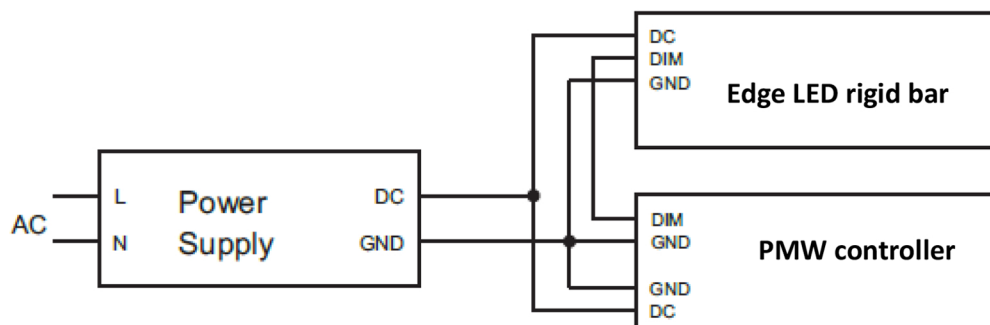 DC
DIM
GND
Edge LED rigid bar
AC
L
N
Power
Supply
DC
GND
DIM
GND
GND
DC
PMW controller